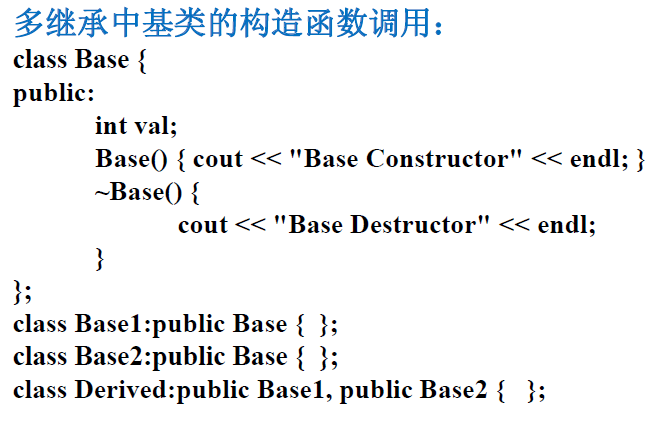 多继承中基类的构造函数调用：
class Base {
public:
int val;
Base() { cout << "Base Constructor" << endl; }
~Base() {
cout << "Base Destructor" << endl;
}
};
class Base1:public Base { };
class Base2:public Base { };
class Derived:public Base1, public Base2 { };